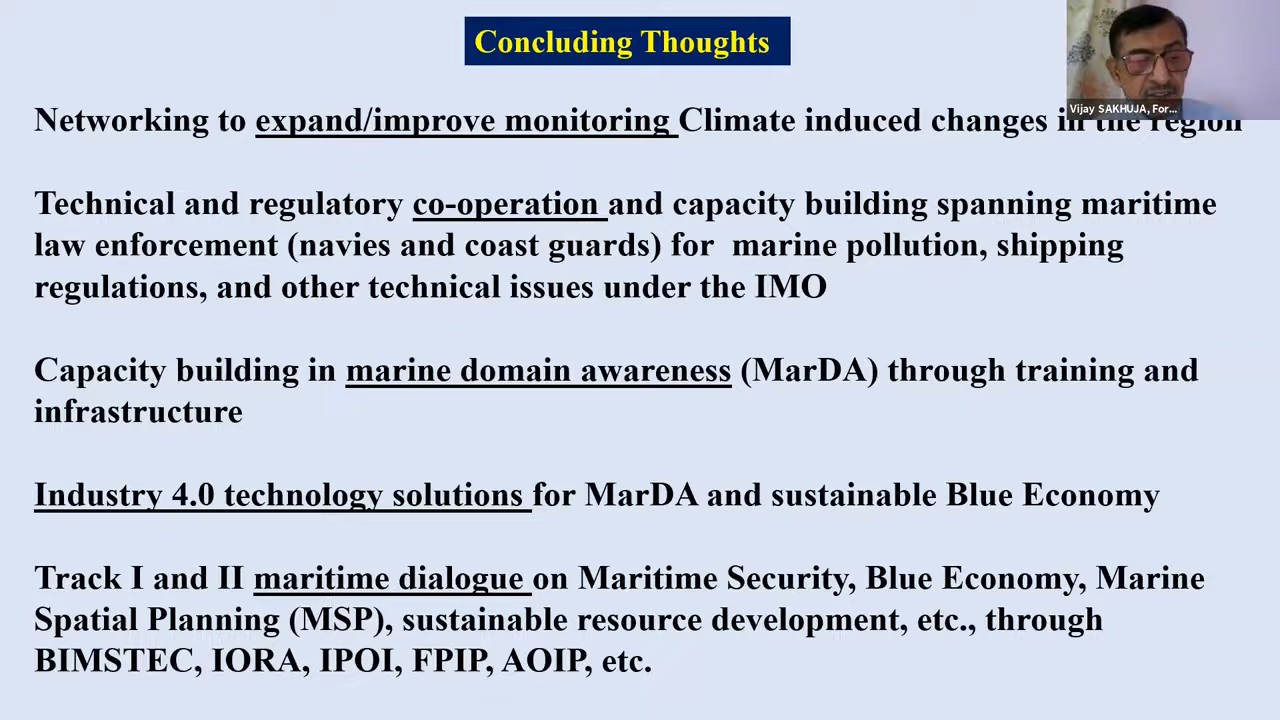 Concluding Thoughts
Vijay SAKHUJA, For...
Networking to expand/improve monitoring Climate induced changes in the region
Technical and regulatory co-operation and capacity building spanning maritime
law enforcement (navies and coast guards) for marine pollution, shipping
regulations, and other technical issues under the IMO
Capacity building in marine domain awareness (MarDA) through training and
infrastructure
Industry 4.0 technology solutions for MarDA and sustainable Blue Economy
Track I and II maritime dialogue on Maritime Security, Blue Economy, Marine
Spatial Planning (MSP), sustainable resource development, etc., through
BIMSTEC, IORA, IPOI, FPIP, AOIP, etc.